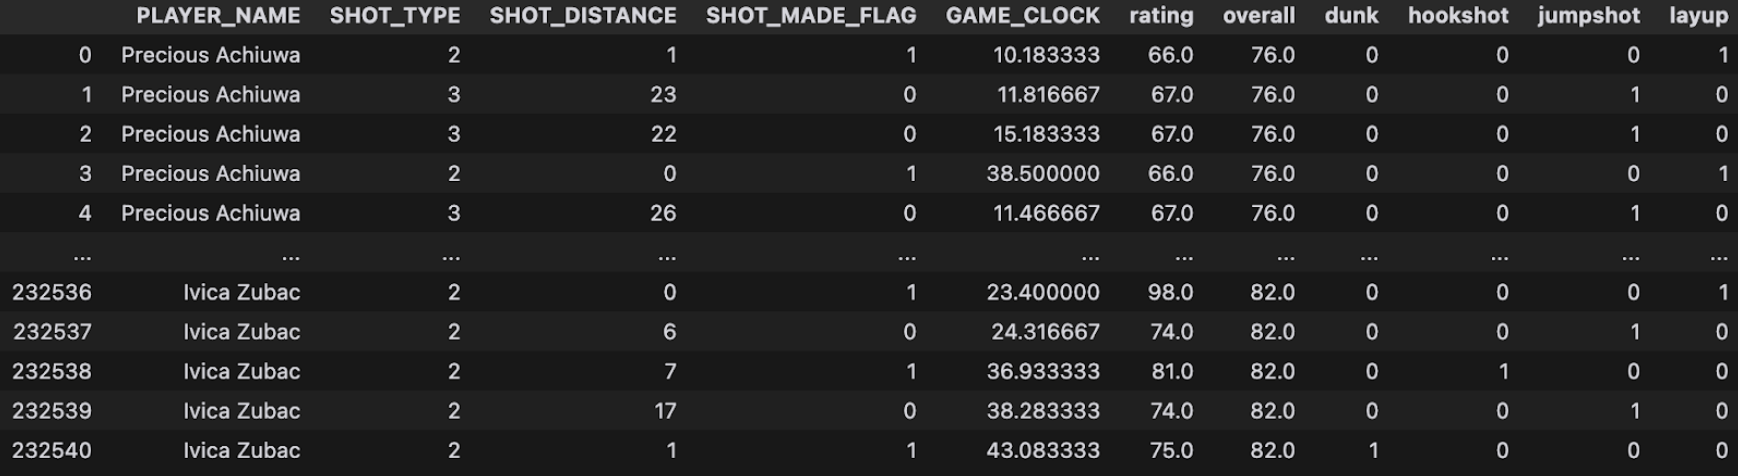 PLAYER_NAME SHOT_TYPE SHOT_DISTANCE SHOT_MADE_FLAG GAME_CLOCK rating overall dunk hookshot jumpshot layup
0 Precious Achiuwa 2 1 1 10.183333 66.0 76.0 0 0 0 1
1 Precious Achiuwa 3 23 0 11.816667 67.0 76.0 0 0 1 0
2 Precious Achiuwa 3 22 0 15.183333 67.0 76.0 0 0 1 0
3 Precious Achiuwa 2 0 1 38.500000 66.0 76.0 0 0 0 1
4 Precious Achiuwa 3 26 0 11.466667 67.0 76.0 0 0 1 0
... ... ... ... ... ... ... ... ... ... ... ...
232536 Ivica Zubac 2 0 1 23.400000 98.0 82.0 0 0 0 1
232537 Ivica Zubac 2 6 0 24.316667 74.0 82.0 0 0 1 0
232538 Ivica Zubac 2 7 1 36.933333 81.0 82.0 0 1 0 0
232539 Ivica Zubac 2 17 0 38.283333 74.0 82.0 0 0 1 0
232540 Ivica Zubac 2 1 1 43.083333 75.0 82.0 1 0 0 0